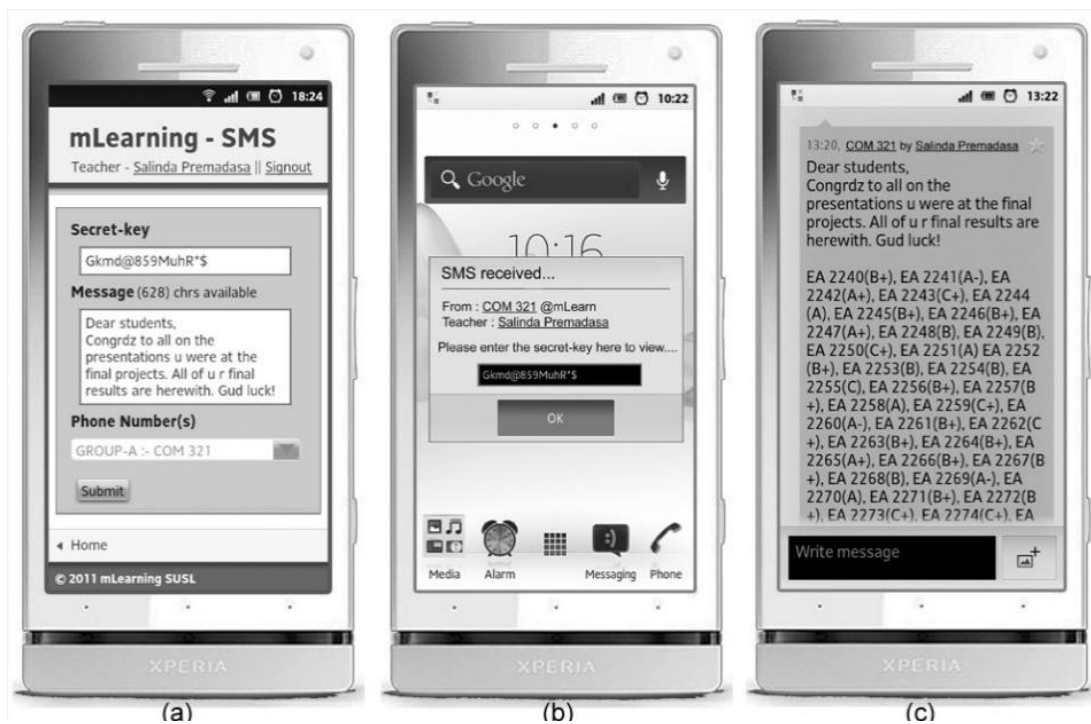 18:24
mLearning - SMS
Teacher - Salinda Premadasa || Signout
Secret-key
Gkmd@859MuhR"$
Message (628) chrs available
Dear students,
Congrdz to all on the
presentations u were at the
final projects. All of u r final
results are herewith. Gud luck!
Phone Number(s)
GROUP-A :- COM 321
Submit
Home
© 2011 mLearning SUSL
XPERIA
(a)
10:22
Google
10:16
SMS received...
From : COM 321 @mLearn
Teacher : Salinda Premadasa
Please enter the secret-key here to view....
Gkmd@859MuhR"$
OK
Media Alarm Messaging Phone
XPERIA
(b)
13:22
13:20, COM 321 by Salinda Premadasa
Dear students,
Congrdz to all on the
presentations u were at the final
projects. All of u r final results are
herewith. Gud luck!
EA 2240(B+), EA 2241(A-), EA
2242(A+), EA 2243(C+), EA 2244
(A), EA 2245(B+), EA 2246(B+), EA
2247(A+), EA 2248(B), EA 2249(B),
EA 2250(C+), EA 2251(A) EA 2252
(B+), EA 2253(B), EA 2254(B), EA
2255(C), EA 2256(B+), EA 2257(B
+), EA 2258(A), EA 2259(C+), EA
2260(A-), EA 2261(B+), EA 2262(C
+), EA 2263(B+), EA 2264(B+), EA
2265(A+), EA 2266(B+), EA 2267(B
+), EA 2268(B), EA 2269(A-), EA
2270(A), EA 2271(B+), EA 2272(B
+), EA 2273(C+), EA 2274(C+), EA
Write message
XPERIA
(c)